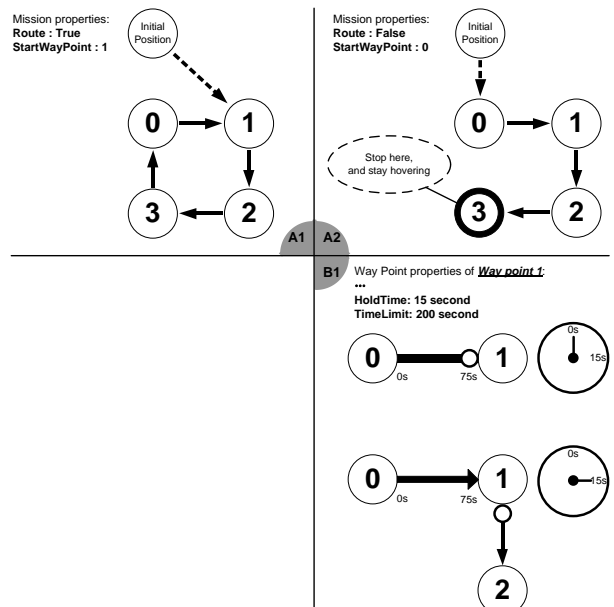 Mission properties:
Route : True
StartWayPoint : 1
Initial
Position
0
1
3
2
A1
Mission properties:
Route : False
StartWayPoint : 0
Initial
Position
0
1
Stop here,
and stay hovering
3
2
A2
B1
Way Point properties of Way point 1:
...
HoldTime: 15 second
TimeLimit: 200 second
0
1
0s
75s
0s
15s
0
1
0s
75s
0s
15s
2